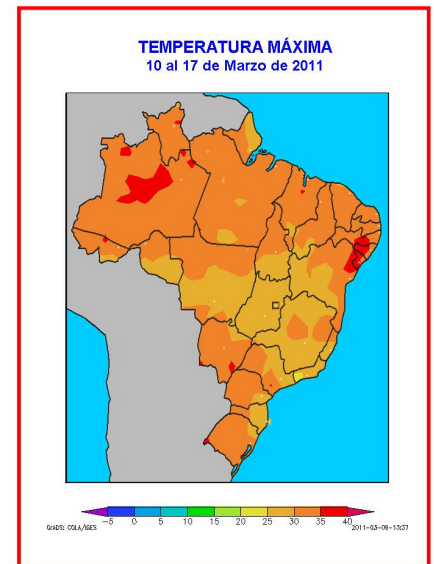 TEMPERATURA MÁXIMA
10 al 17 de Marzo de 2011
-5 0 5 10 15 20 25 30 35 40
GrADS: COLA/IGES 2011-03-09-13:37